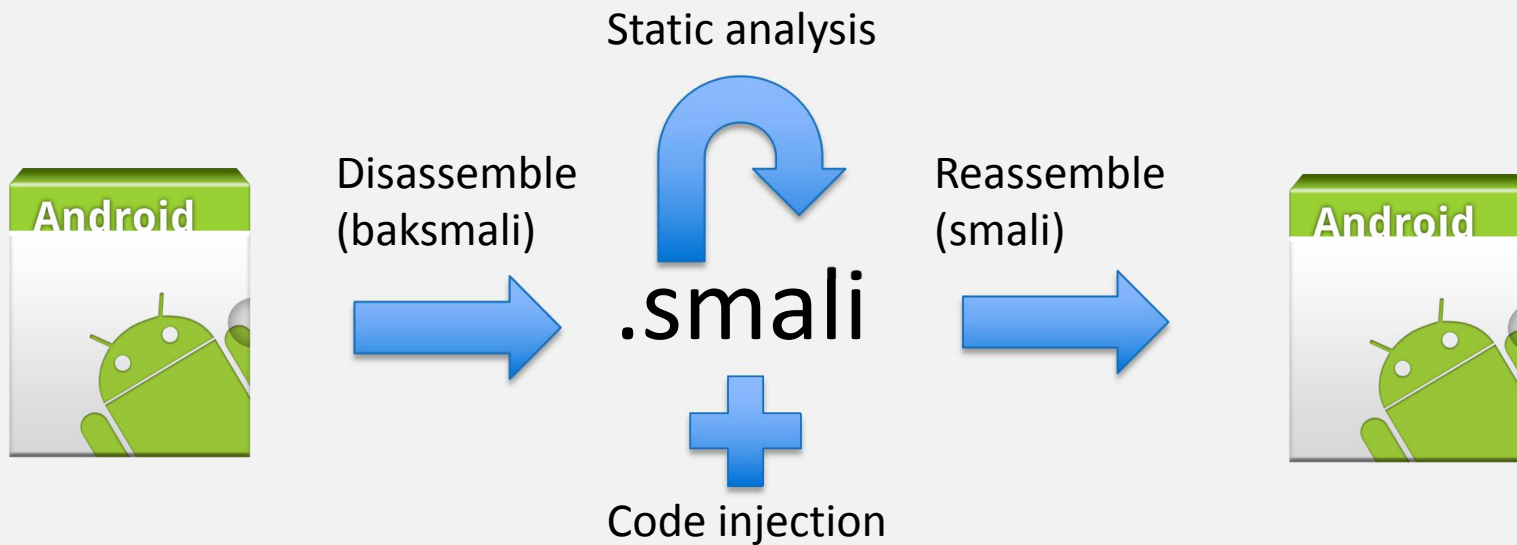 Static analysis
Disassemble
(baksmali)
Reassemble
(smali)
Android
Android
.smali
Code injection